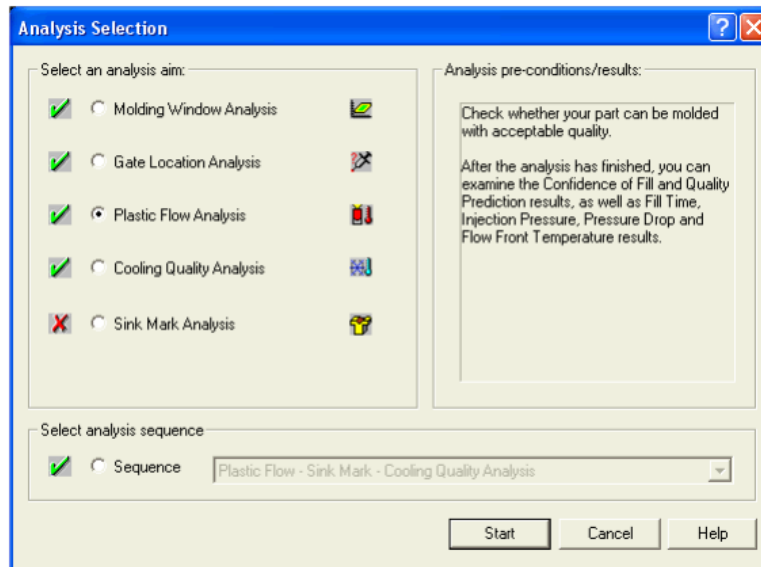 Analysis Selection
Select an analysis aim:
Molding Window Analysis
Gate Location Analysis
Plastic Flow Analysis
Cooling Quality Analysis
Sink Mark Analysis
Analysis pre-conditions/results:
Check whether your part can be molded
with acceptable quality.
After the analysis has finished, you can
examine the Confidence of Fill and Quality
Prediction results, as well as Fill Time,
Injection Pressure, Pressure Drop and
Flow Front Temperature results.
Select analysis sequence
Sequence
Plastic Flow - Sink Mark - Cooling Quality Analysis
Start
Cancel
Help